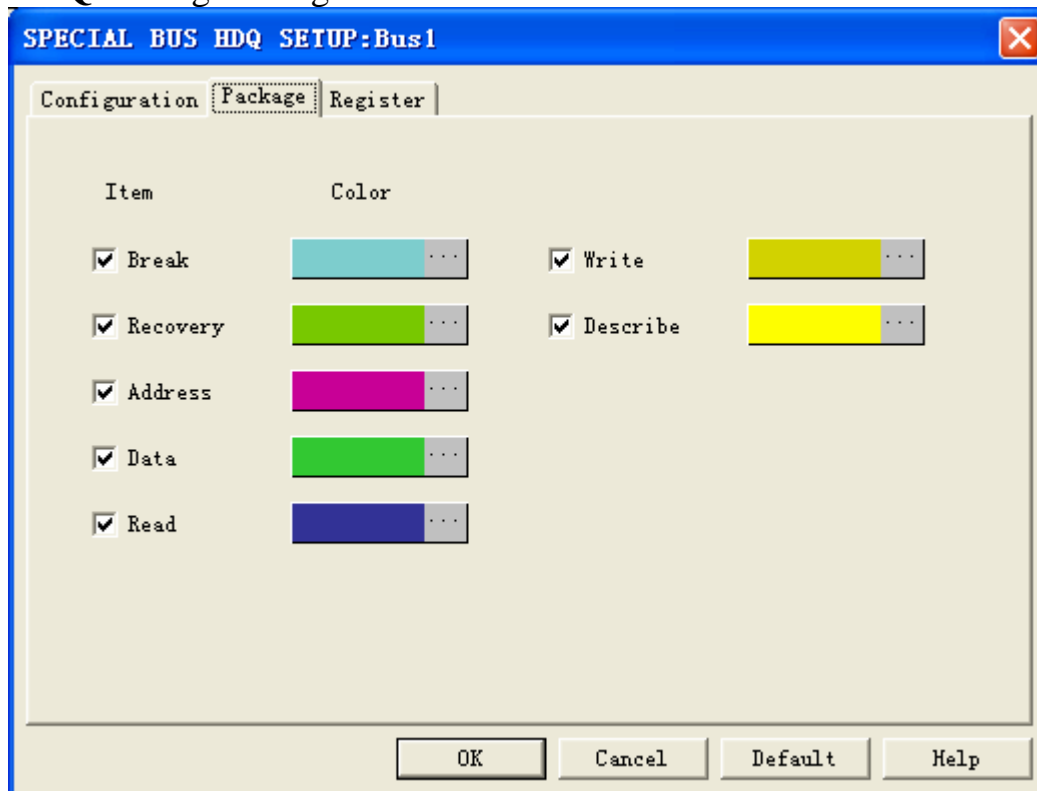 SPECIAL BUS HDQ SETUP:Bus1
Configuration Package Register
Item Color
Break ... Write ...
Recovery ... Describe ...
Address ...
Data ...
Read ...
OK Cancel Default Help